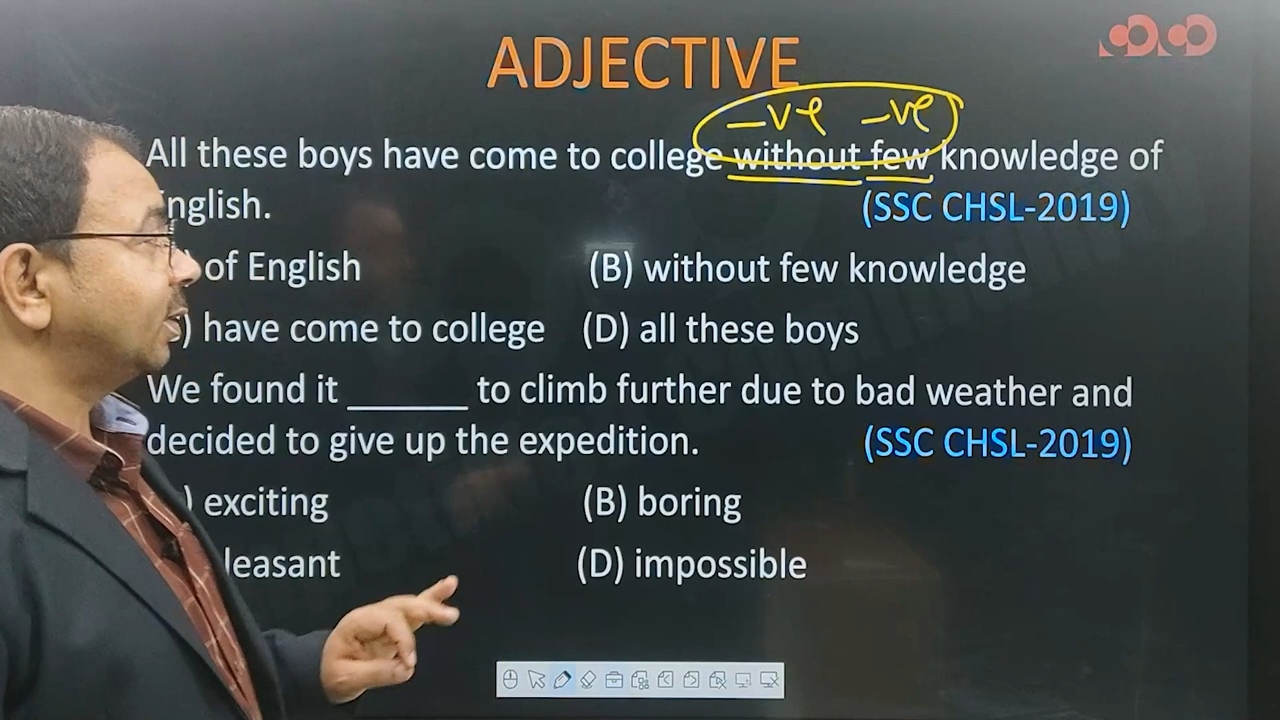 ADJECTIVE
-ve -ve
All these boys have come to college without few knowledge of
English. (SSC CHSL-2019)
of English (B) without few knowledge
) have come to college (D) all these boys
We found it ______ to climb further due to bad weather and
decided to give up the expedition. (SSC CHSL-2019)
) exciting (B) boring
leasant (D) impossible